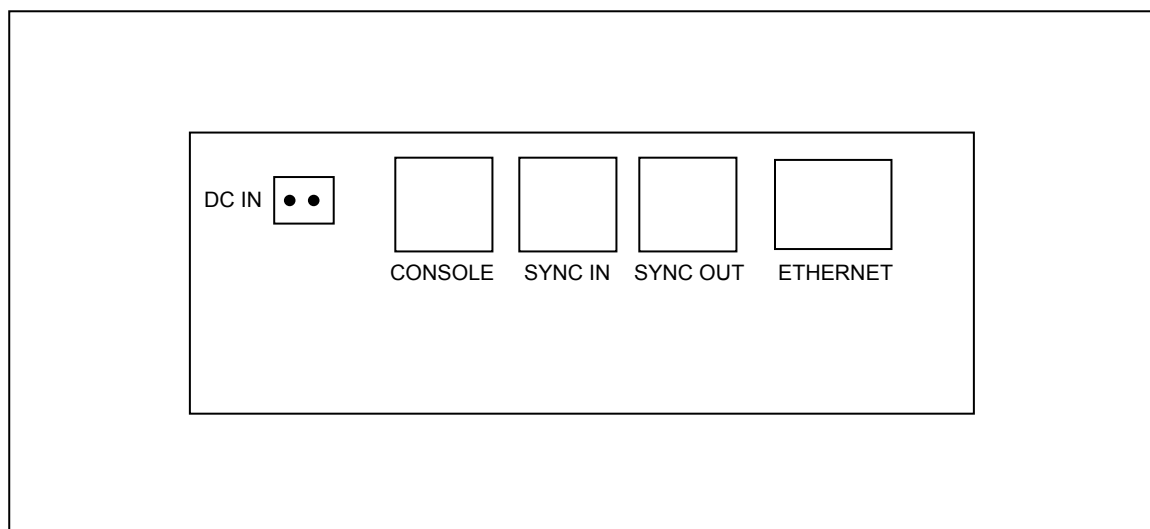 DC IN
CONSOLE
SYNC IN
SYNC OUT
ETHERNET